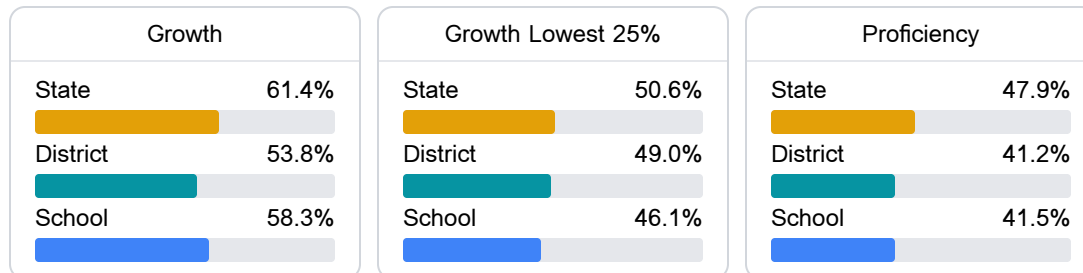 Growth
State 61.4%
District 53.8%
School 58.3%
Growth Lowest 25%
State 50.6%
District 49.0%
School 46.1%
Proficiency
State 47.9%
District 41.2%
School 41.5%